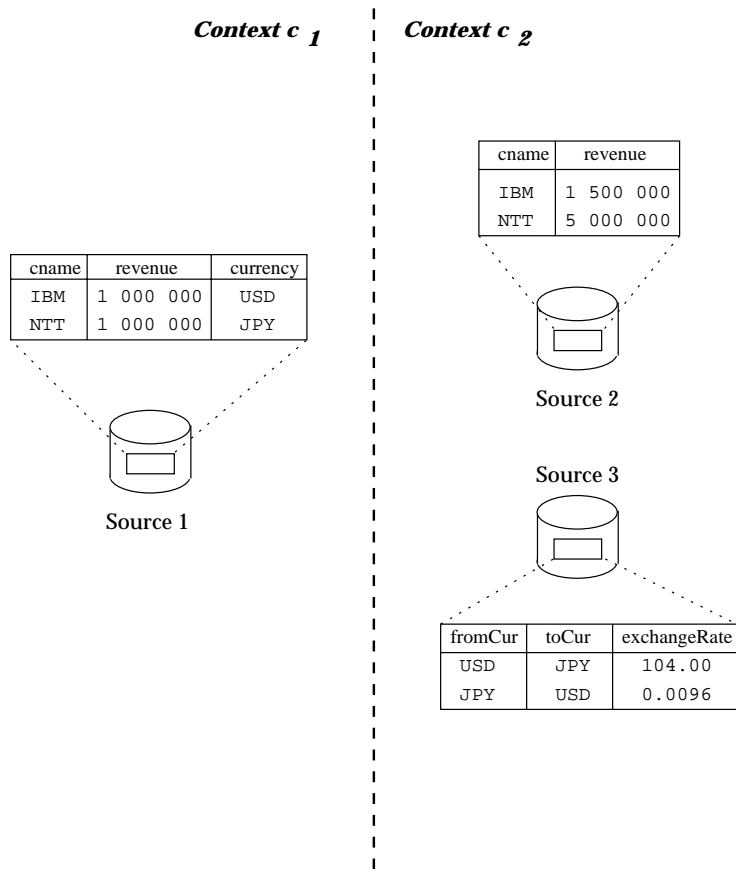 Context c 1
Context c 2
cname revenue currency
IBM 1 000 000 USD
NTT 1 000 000 JPY
Source 1
cname revenue
IBM 1 500 000
NTT 5 000 000
Source 2
Source 3
fromCur toCur exchangeRate
USD JPY 104.00
JPY USD 0.0096